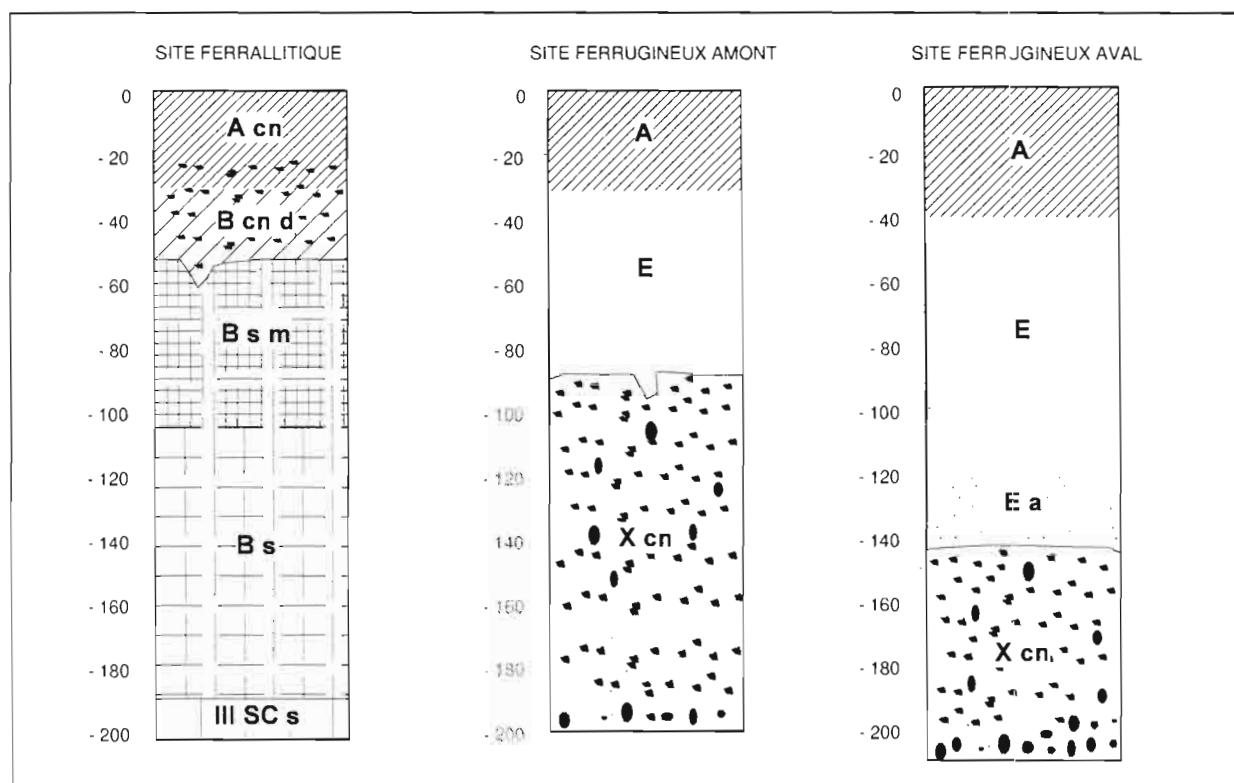 SITE FERRALLITIQUE
0
- 20
- 40
- 60
- 80
- 100
- 120
- 140
- 160
- 180
- 200
A cn
B cn d
B s m
B s
III SC s
SITE FERRUGINEUX AMONT
0
- 20
- 40
- 60
- 80
- 100
- 120
- 140
- 160
- 180
- 200
A
E
X cn
SITE FERRJGINEUX AVAL
0
- 20
- 40
- 60
- 80
- 100
- 120
- 140
- 160
- 180
- 200
A
E
E a
X cn